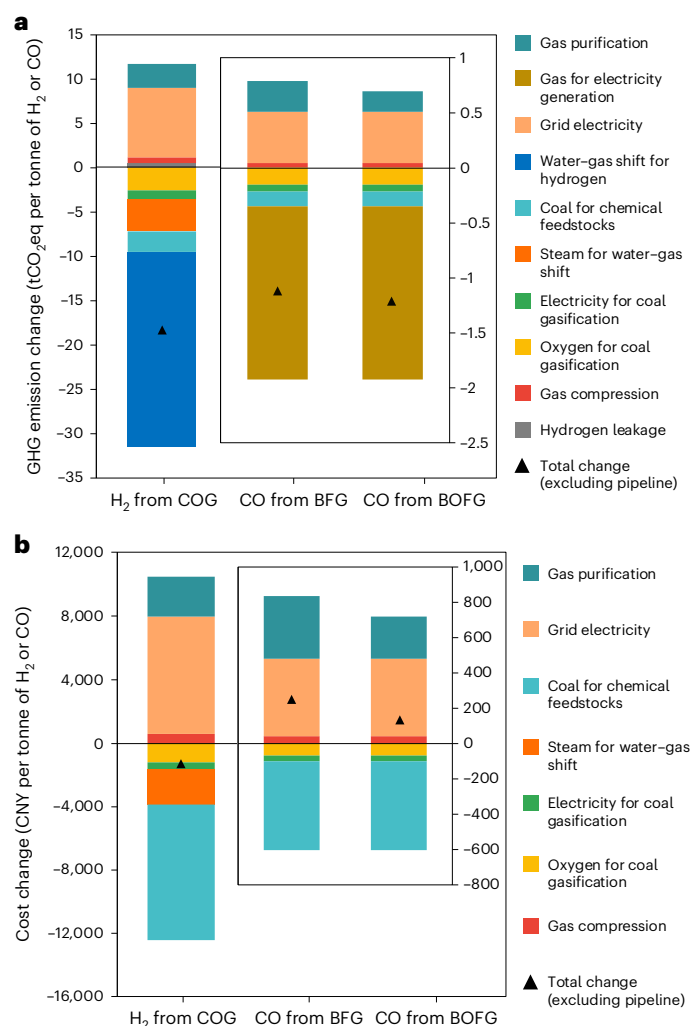 a
GHG emission change (tCO₂eq per tonne of H₂ or CO)
15
10
5
0
–5
–10
–15
–20
–25
–30
–35
1
0.5
0
–0.5
–1
–1.5
–2
–2.5
H₂ from COG
CO from BFG
CO from BOFG
Gas purification
Gas for electricity
generation
Grid electricity
Water–gas shift for
hydrogen
Coal for chemical
feedstocks
Steam for water–gas
shift
Electricity for coal
gasification
Oxygen for coal
gasification
Gas compression
Hydrogen leakage
Total change
(excluding pipeline)
b
Cost change (CNY per tonne of H₂ or CO)
12,000
8,000
4,000
0
–4,000
–8,000
–12,000
–16,000
1,000
800
600
400
200
0
–200
–400
–600
–800
H₂ from COG
CO from BFG
CO from BOFG
Gas purification
Grid electricity
Coal for chemical
feedstocks
Steam for water–gas
shift
Electricity for coal
gasification
Oxygen for coal
gasification
Gas compression
Total change
(excluding pipeline)